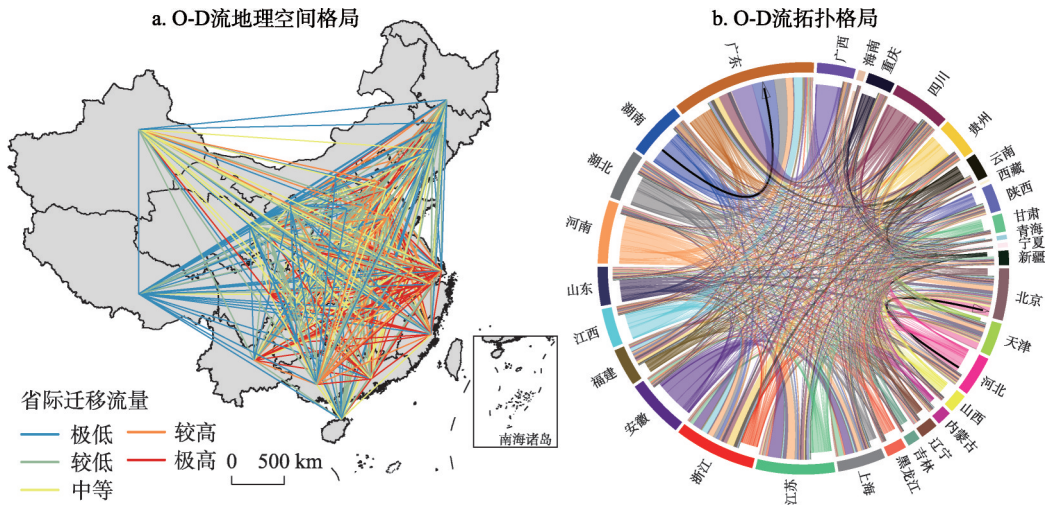 a. O-D流地理空间格局
省际迁移流量
极低
较低
中等
较高
极高
0 500 km
南海诸岛
b. O-D流拓扑格局
广东
广西
海南
重庆
四川
贵州
云南
西藏
陕西
甘肃
青海
宁夏
新疆
北京
天津
河北
山西
内蒙古
辽宁
吉林
黑龙江
上海
江苏
浙江
安徽
福建
江西
山东
河南
湖北
湖南